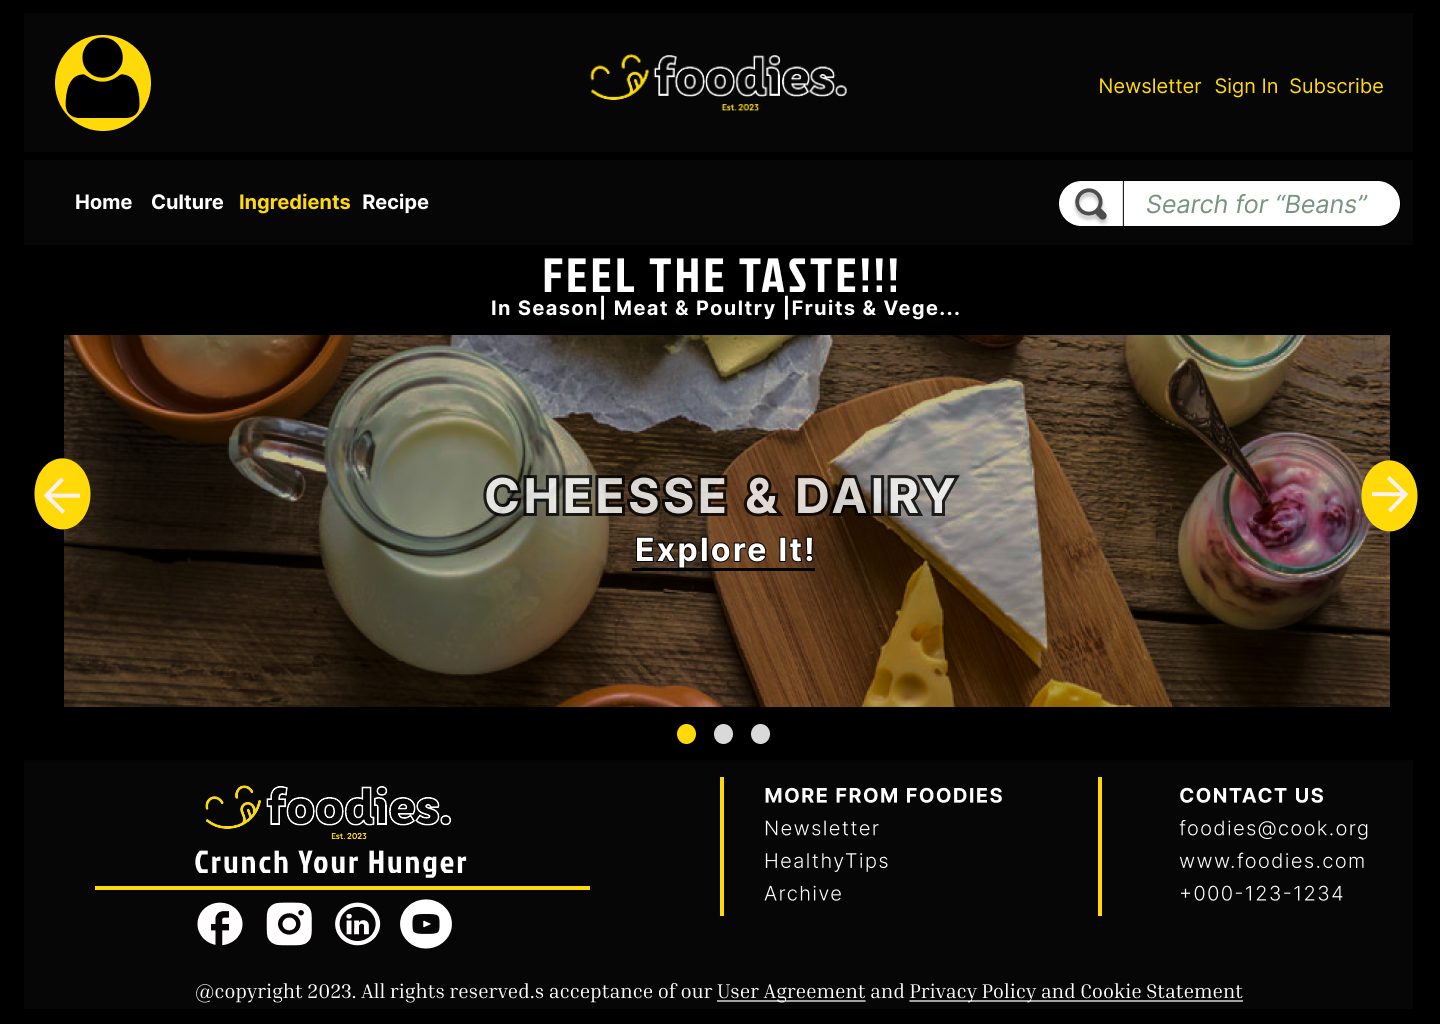 foodies.
Est. 2023
Newsletter Sign In Subscribe
Home Culture Ingredients Recipe
Search for “Beans”
FEEL THE TASTE!!!
In Season| Meat & Poultry |Fruits & Vege...
CHEESSE & DAIRY
Explore It!
foodies.
Est. 2023
Crunch Your Hunger
MORE FROM FOODIES
Newsletter
HealthyTips
Archive
CONTACT US
foodies@cook.org
www.foodies.com
+000-123-1234
in
@copyright 2023. All rights reserved.s acceptance of our User Agreement and Privacy Policy and Cookie Statement